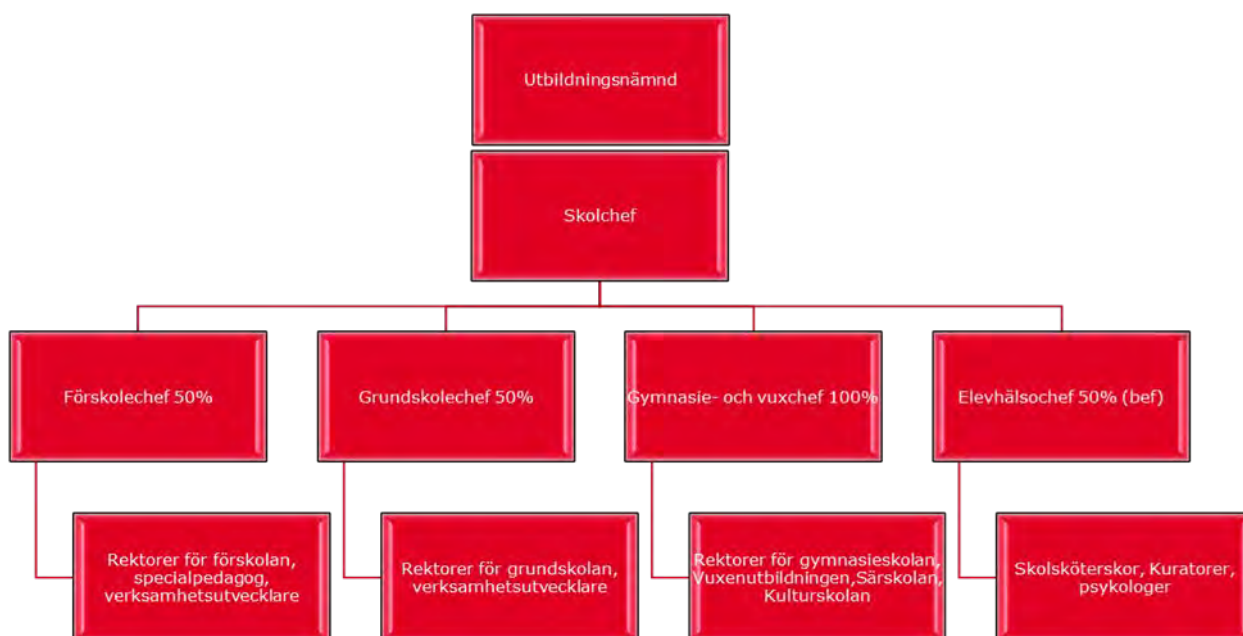 Utbildningsnämnd
Skolchef
Förskolechef 50%
Grundskolechef 50%
Gymnasie- och vuxchef 100%
Elevhälsochef 50% (bef)
Rektorer för förskolan,
specialpedagog,
verksamhetsutvecklare
Rektorer för grundskolan,
verksamhetsutvecklare
Rektorer för gymnasieskolan,
Vuxenutbildningen,Särskolan,
Kulturskolan
Skolsköterskor, Kuratorer,
psykologer